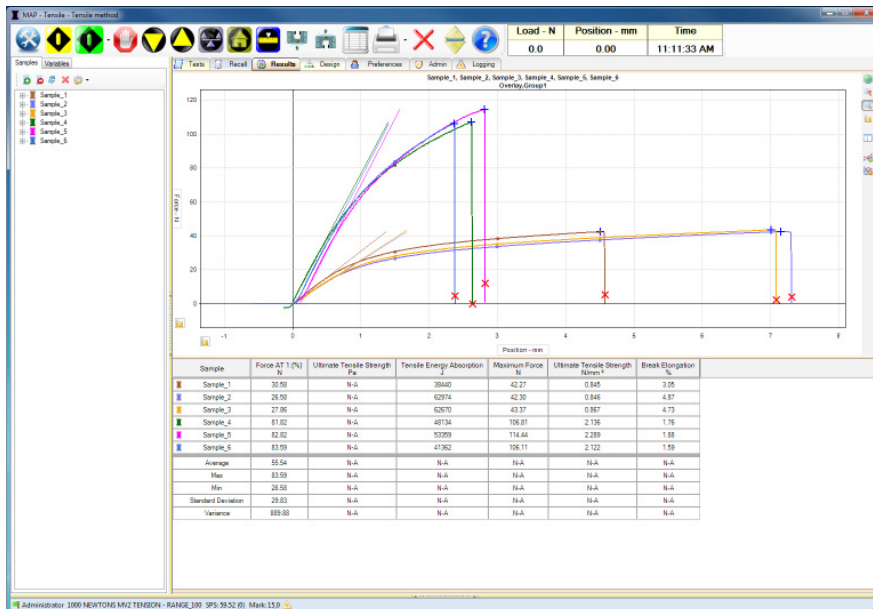 MAP - Tensile - Tensile method
Load - N Position - mm Time
0.0 0.00 11:11:33 AM
Samples Variables
Tests Recall Results Design Preferences Admin Logging
Sample_1
Sample_2
Sample_3
Sample_4
Sample_5
Sample_6
Sample_1, Sample_2, Sample_3, Sample_4, Sample_5, Sample_6
Overlay,Group1
120
100
80
60
40
20
0
Force - N
-1 0 1 2 3 4 5 6 7 8
Position - mm
Sample Force AT 1;(%) N Ultimate Tensile Strength Pa Tensile Energy Absorption J Maximum Force N Ultimate Tensile Strength N/mm² Break Elongation %
Sample_1 30.58 N-A 38440 42.27 0.845 3.05
Sample_2 26.58 N-A 62974 42.30 0.846 4.87
Sample_3 27.86 N-A 62670 43.37 0.867 4.73
Sample_4 81.82 N-A 48134 106.81 2.136 1.76
Sample_5 82.82 N-A 53359 114.44 2.289 1.88
Sample_6 83.59 N-A 41362 106.11 2.122 1.59
Average 55.54 N-A N-A N-A N-A N-A
Max 83.59 N-A N-A N-A N-A N-A
Min 26.58 N-A N-A N-A N-A N-A
Standard Deviation 29.83 N-A N-A N-A N-A N-A
Variance 889.88 N-A N-A N-A N-A N-A
Administrator 1000 NEWTONS MV2 TENSION - RANGE_100 SPS: 59.52 (0) Mark: 15,0